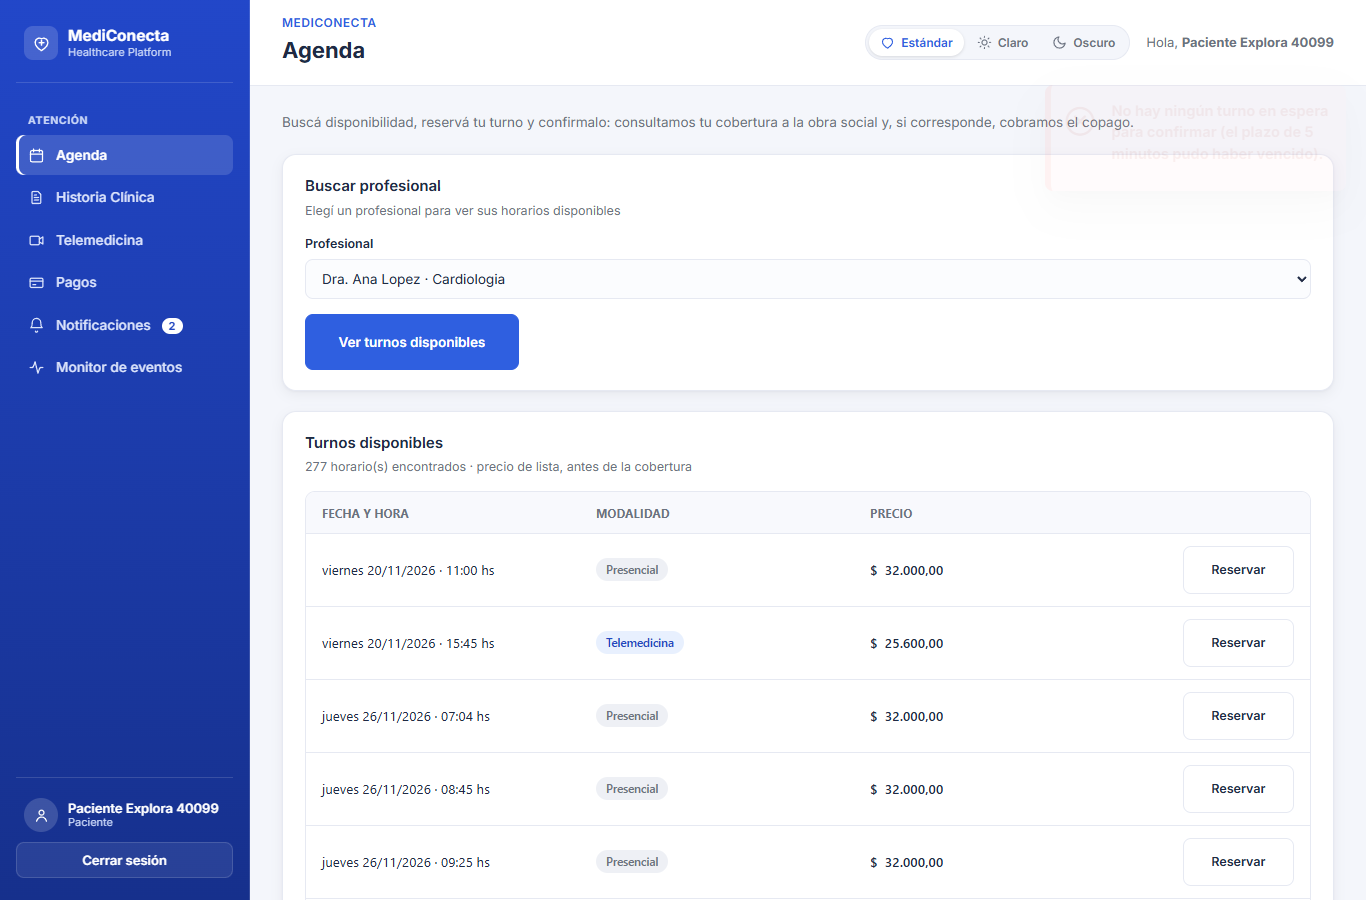 MediConecta
Healthcare Platform
ATENCIÓN
Agenda
Historia Clínica
Telemedicina
Pagos
Notificaciones 2
Monitor de eventos
Paciente Explora 40099
Paciente
Cerrar sesión
MEDICONECTA
Agenda
Estándar Claro Oscuro
Hola, Paciente Explora 40099
No hay ningún turno en espera
para confirmar (el plazo de 5
minutos pudo haber vencido).
Buscá disponibilidad, reservá tu turno y confirmalo: consultamos tu cobertura a la obra social y, si corresponde, cobramos el copago.
Buscar profesional
Elegí un profesional para ver sus horarios disponibles
Profesional
Dra. Ana Lopez · Cardiologia
Ver turnos disponibles
Turnos disponibles
277 horario(s) encontrados · precio de lista, antes de la cobertura
FECHA Y HORA MODALIDAD PRECIO
viernes 20/11/2026 · 11:00 hs Presencial $ 32.000,00 Reservar
viernes 20/11/2026 · 15:45 hs Telemedicina $ 25.600,00 Reservar
jueves 26/11/2026 · 07:04 hs Presencial $ 32.000,00 Reservar
jueves 26/11/2026 · 08:45 hs Presencial $ 32.000,00 Reservar
jueves 26/11/2026 · 09:25 hs Presencial $ 32.000,00 Reservar